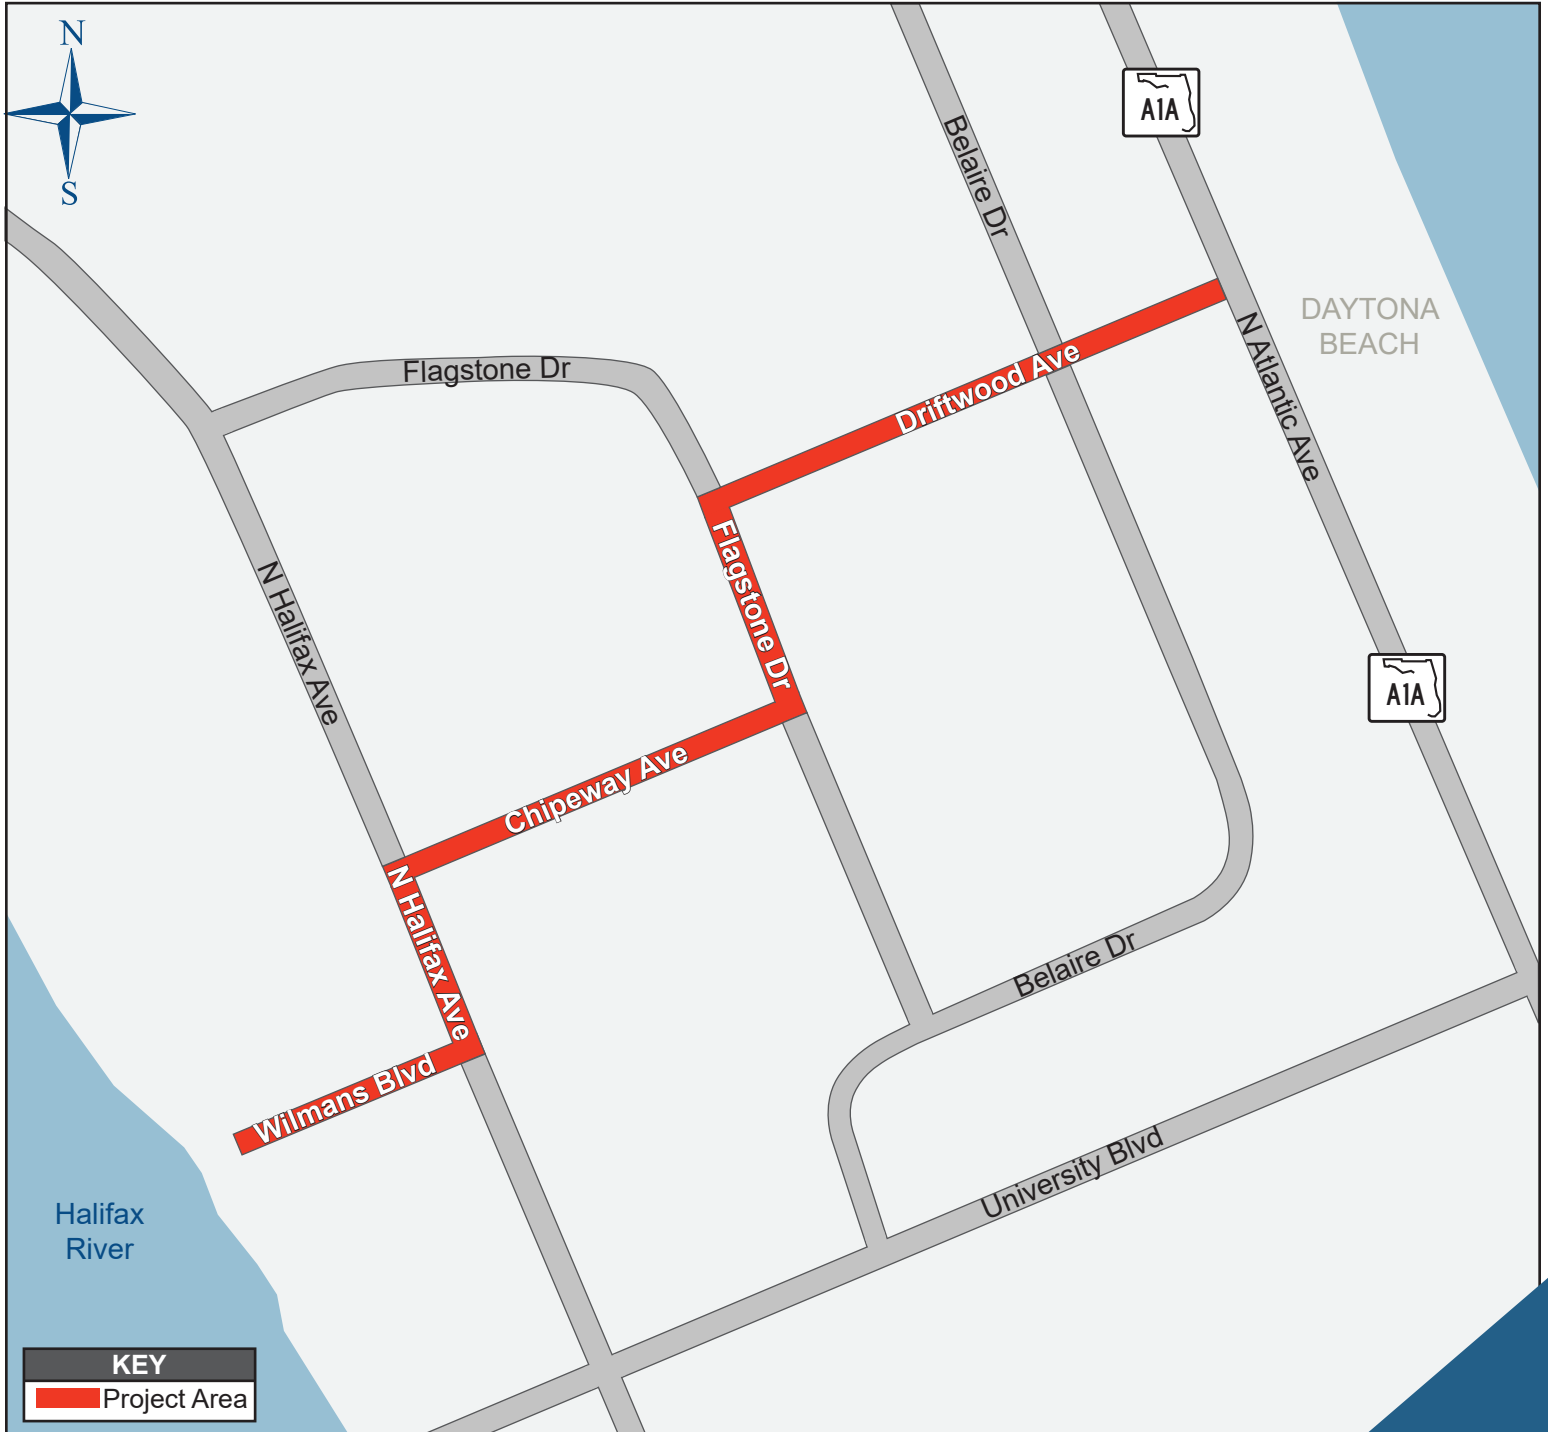 N
S
A1A
Belaire Dr
DAYTONA
BEACH
N Atlantic Ave
Flagstone Dr
Driftwood Ave
Flagstone Dr
N Halifax Ave
A1A
Chipeway Ave
N Halifax Ave
Belaire Dr
Wilmans Blvd
University Blvd
Halifax
River
KEY
Project Area